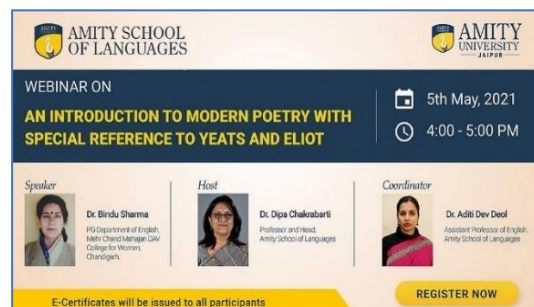 AMITY SCHOOL
OF LANGUAGES
AMITY
UNIVERSITY
JAIPUR
WEBINAR ON
AN INTRODUCTION TO MODERN POETRY WITH
SPECIAL REFERENCE TO YEATS AND ELIOT
5th May, 2021
4:00 - 5:00 PM
Speaker
Dr. Bindu Sharma
PG Department of English,
Mehr Chand Mahajan DAV
College for Women,
Chandigarh.
Host
Dr. Dipa Chakrabarti
Professor and Head,
Amity School of Languages
Coordinator
Dr. Aditi Dev Deol
Assistant Professor of English,
Amity School of Languages
E-Certificates will be issued to all participants
REGISTER NOW